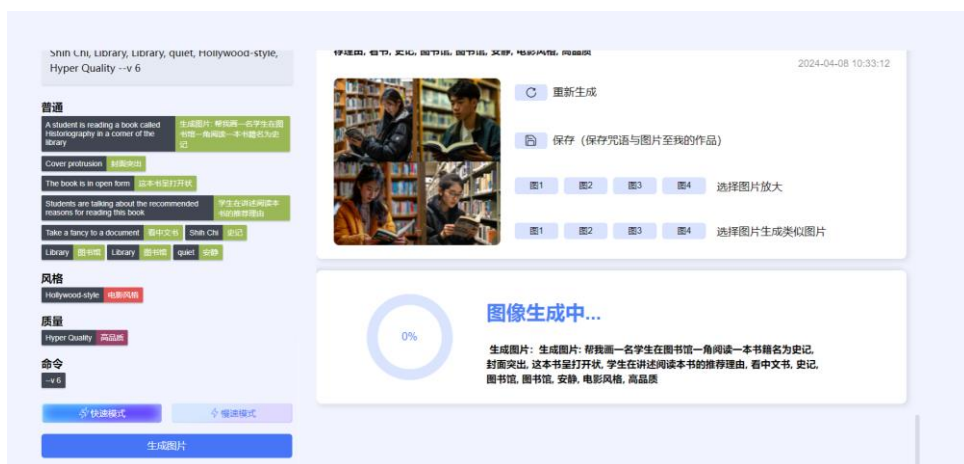 Shih Chi, Library, Library, quiet, Hollywood-style,
Hyper Quality --v 6
普通
A student is reading a book called
Historiography in a corner of the
library
生成图片: 帮我画一名学生在图
书馆一角阅读一本书籍名为史
记
Cover protrusion 封面突出
The book is in open form 这本书呈打开状
Students are talking about the recommended
reasons for reading this book
学生在讲述阅读本
书的推荐理由
Take a fancy to a document 看中文书 Shih Chi 史记
Library 图书馆 Library 图书馆 quiet 安静
风格
Hollywood-style 电影风格
质量
Hyper Quality 高品质
命令
--v 6
快速模式 慢速模式
生成图片
荐理由, 看书, 史记, 图书馆, 图书馆, 安静, 电影风格, 高品质
2024-04-08 10:33:12
重新生成
保存（保存咒语与图片至我的作品）
图1 图2 图3 图4 选择图片放大
图1 图2 图3 图4 选择图片生成类似图片
0%
图像生成中...
生成图片：生成图片: 帮我画一名学生在图书馆一角阅读一本书籍名为史记,
封面突出, 这本书呈打开状, 学生在讲述阅读本书的推荐理由, 看中文书, 史记,
图书馆, 图书馆, 安静, 电影风格, 高品质